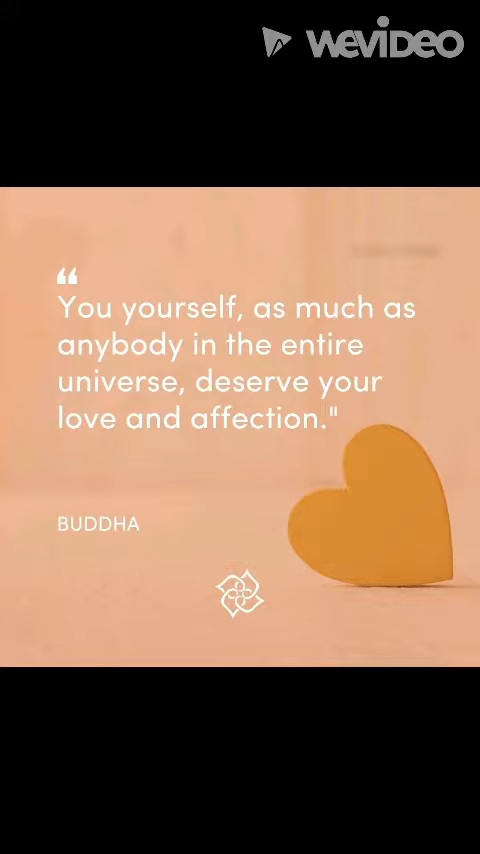 WEVIDEO
“
You yourself, as much as
anybody in the entire
universe, deserve your
love and affection."
BUDDHA